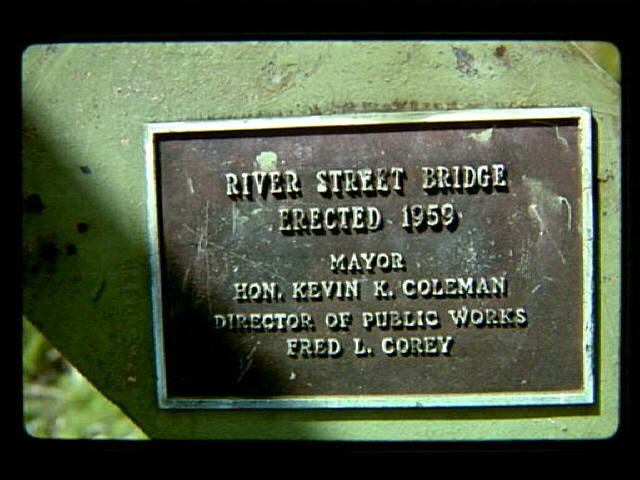 RIVER STREET BRIDGE
ERECTED 1959
MAYOR
HON. KEVIN K. COLEMAN
DIRECTOR OF PUBLIC WORKS
FRED L. COREY